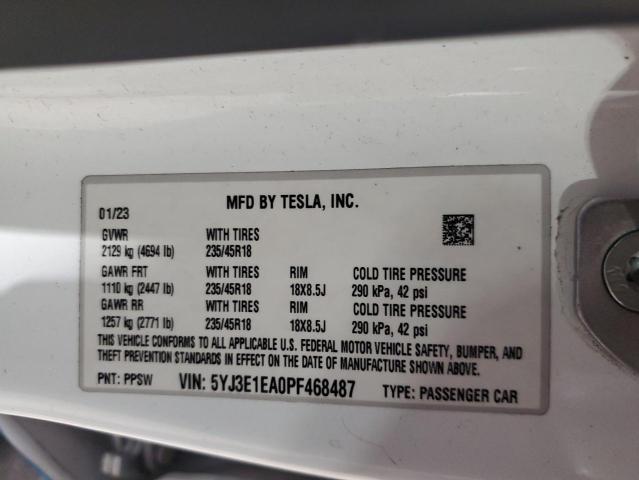 MFD BY TESLA, INC.
01/23
GVWR WITH TIRES
2129 kg (4694 lb) 235/45R18
GAWR FRT WITH TIRES RIM COLD TIRE PRESSURE
1110 kg (2447 lb) 235/45R18 18X8.5J 290 kPa, 42 psi
GAWR RR WITH TIRES RIM COLD TIRE PRESSURE
1257 kg (2771 lb) 235/45R18 18X8.5J 290 kPa, 42 psi
THIS VEHICLE CONFORMS TO ALL APPLICABLE U.S. FEDERAL MOTOR VEHICLE SAFETY, BUMPER, AND
THEFT PREVENTION STANDARDS IN EFFECT ON THE DATE OF MANUFACTURE SHOWN ABOVE.
PNT: PPSW VIN: 5YJ3E1EA0PF468487 TYPE: PASSENGER CAR